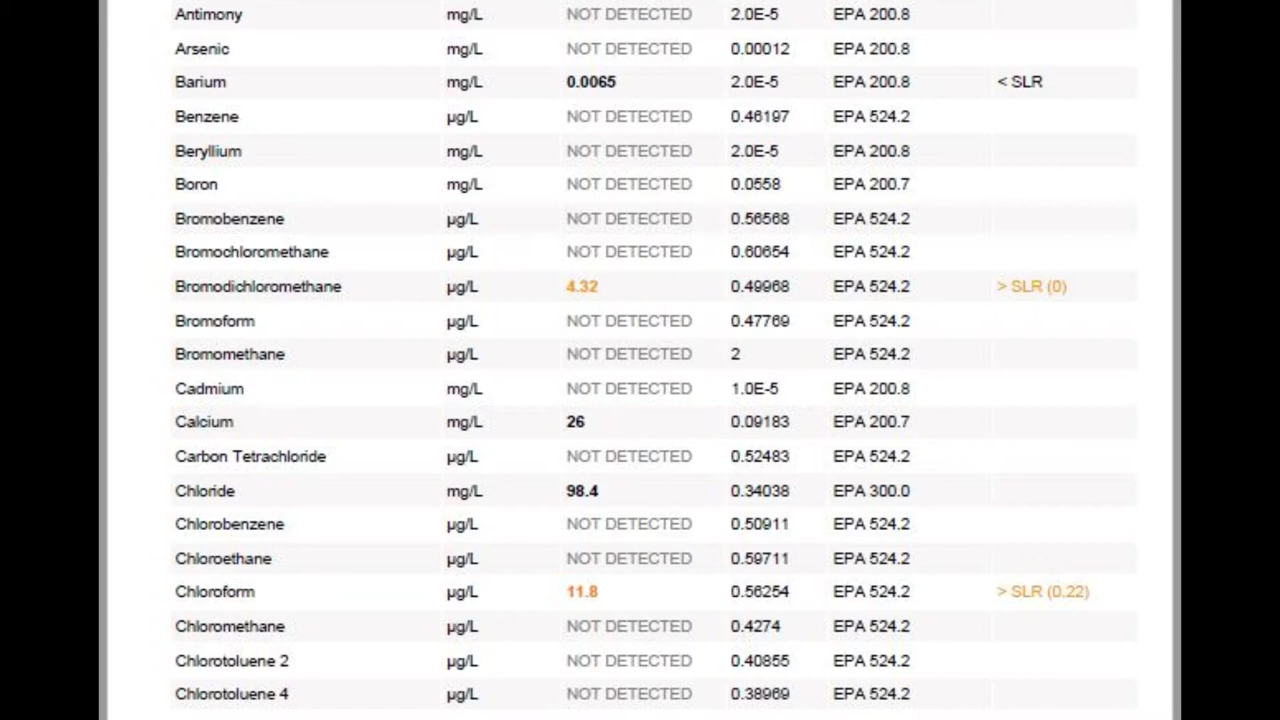 Antimony mg/L NOT DETECTED 2.0E-5 EPA 200.8
Arsenic mg/L NOT DETECTED 0.00012 EPA 200.8
Barium mg/L 0.0065 2.0E-5 EPA 200.8 < SLR
Benzene µg/L NOT DETECTED 0.46197 EPA 524.2
Beryllium mg/L NOT DETECTED 2.0E-5 EPA 200.8
Boron mg/L NOT DETECTED 0.0558 EPA 200.7
Bromobenzene µg/L NOT DETECTED 0.56568 EPA 524.2
Bromochloromethane µg/L NOT DETECTED 0.60654 EPA 524.2
Bromodichloromethane µg/L 4.32 0.49968 EPA 524.2 > SLR (0)
Bromoform µg/L NOT DETECTED 0.47769 EPA 524.2
Bromomethane µg/L NOT DETECTED 2 EPA 524.2
Cadmium mg/L NOT DETECTED 1.0E-5 EPA 200.8
Calcium mg/L 26 0.09183 EPA 200.7
Carbon Tetrachloride µg/L NOT DETECTED 0.52483 EPA 524.2
Chloride mg/L 98.4 0.34038 EPA 300.0
Chlorobenzene µg/L NOT DETECTED 0.50911 EPA 524.2
Chloroethane µg/L NOT DETECTED 0.59711 EPA 524.2
Chloroform µg/L 11.8 0.56254 EPA 524.2 > SLR (0.22)
Chloromethane µg/L NOT DETECTED 0.4274 EPA 524.2
Chlorotoluene 2 µg/L NOT DETECTED 0.40855 EPA 524.2
Chlorotoluene 4 µg/L NOT DETECTED 0.38969 EPA 524.2